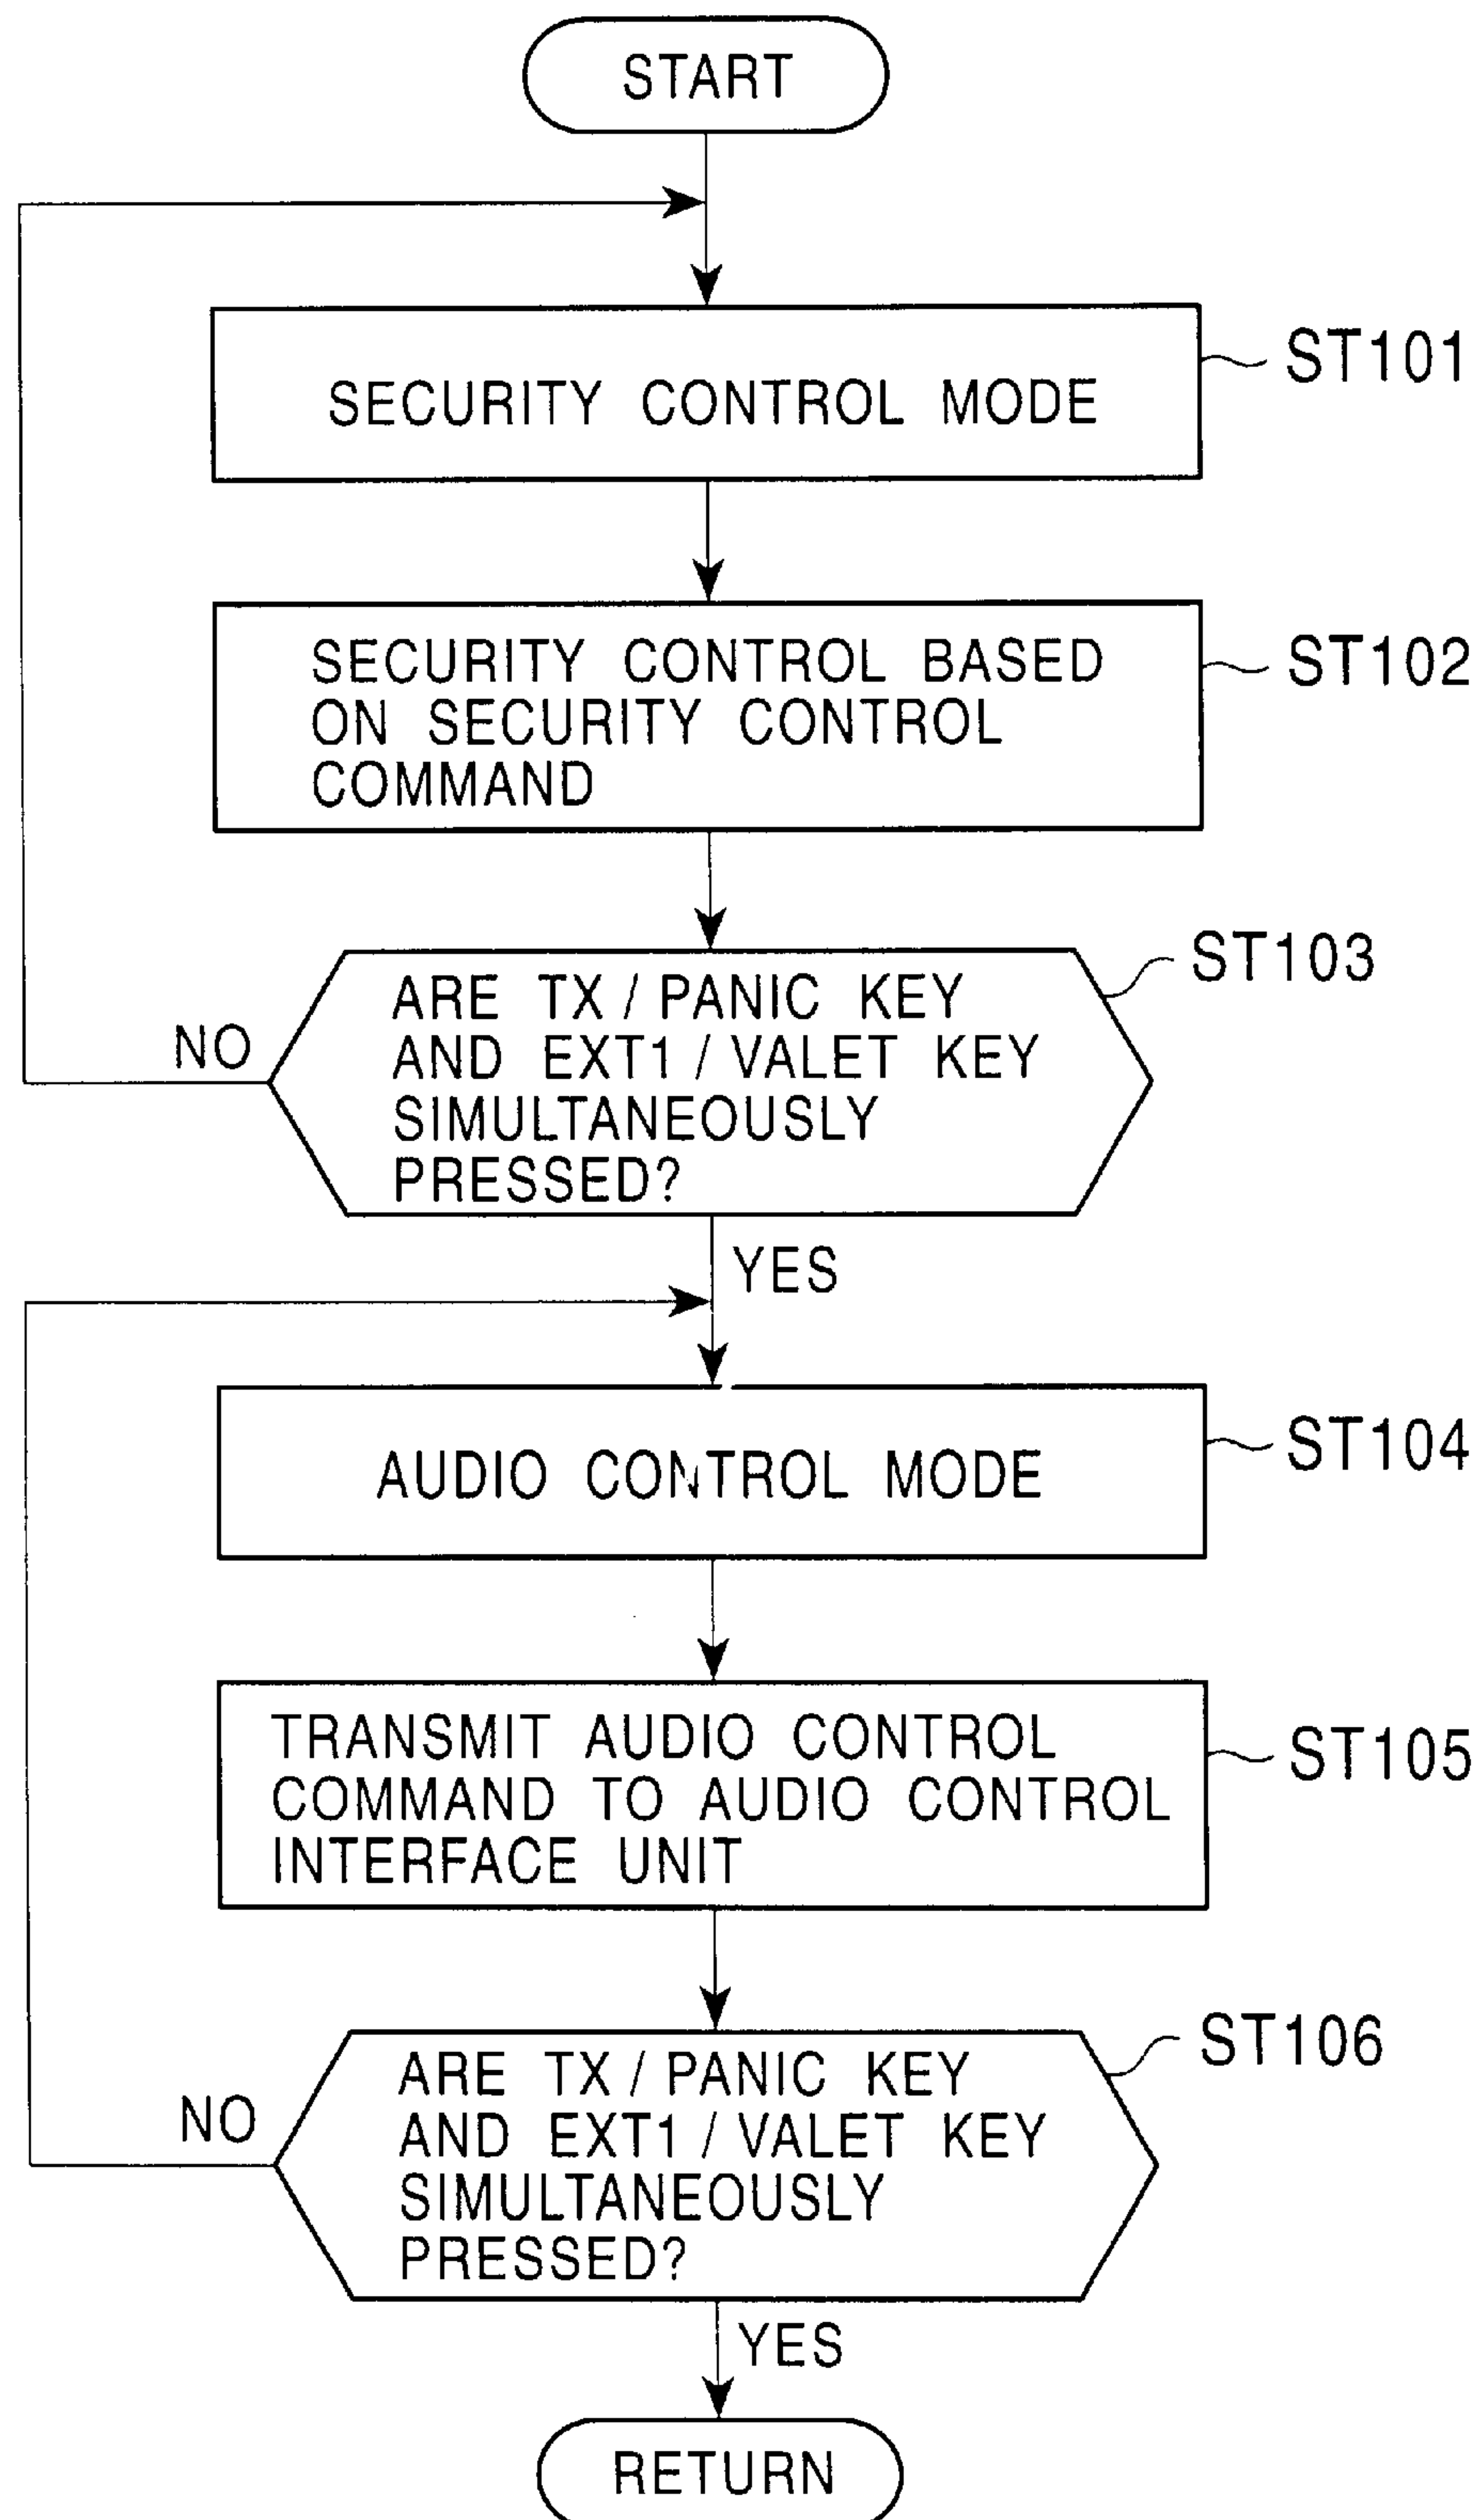 START
SECURITY CONTROL MODE
ST101
SECURITY CONTROL BASED
ON SECURITY CONTROL
COMMAND
ST102
ARE TX / PANIC KEY
AND EXT1 / VALET KEY
SIMULTANEOUSLY
PRESSED?
ST103
NO
YES
AUDIO CONTROL MODE
ST104
TRANSMIT AUDIO CONTROL
COMMAND TO AUDIO CONTROL
INTERFACE UNIT
ST105
ARE TX / PANIC KEY
AND EXT1 / VALET KEY
SIMULTANEOUSLY
PRESSED?
ST106
NO
YES
RETURN